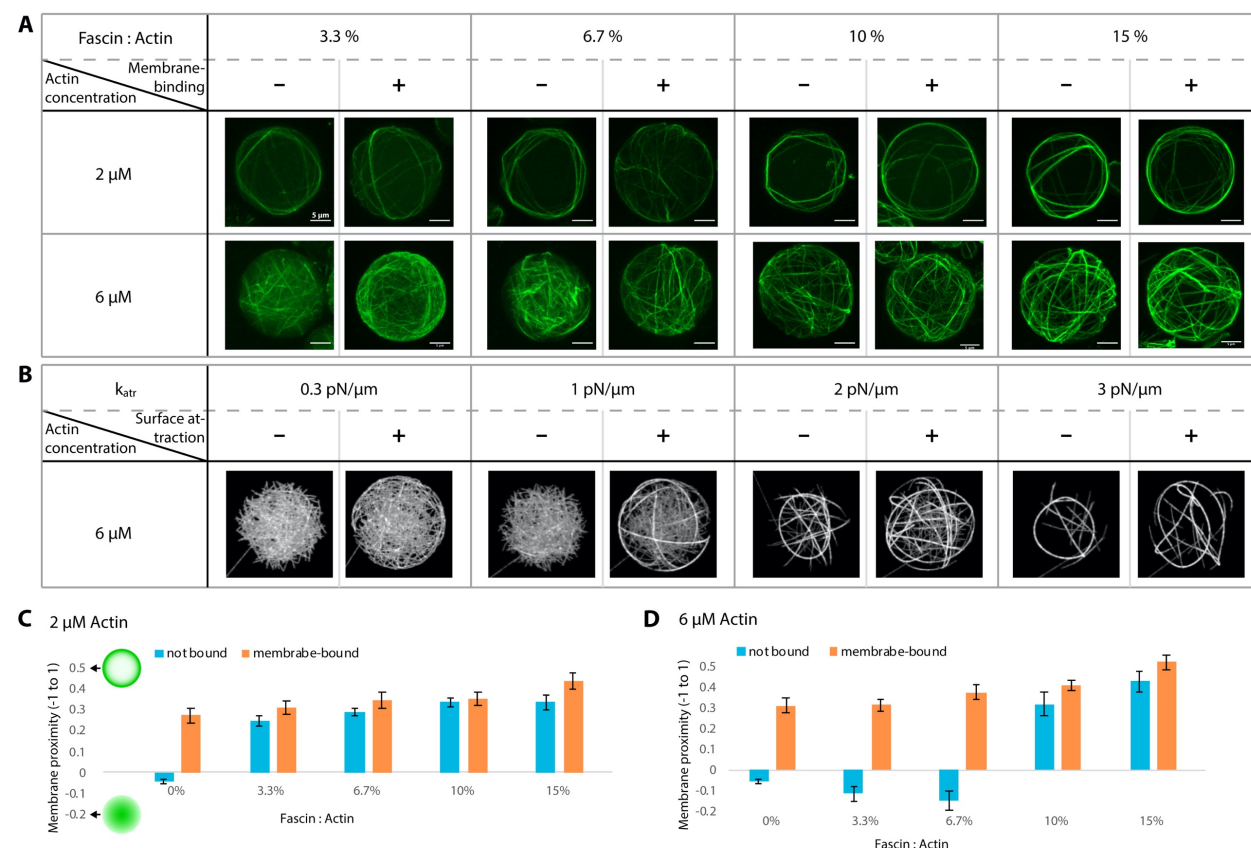 A
Fascin : Actin 3.3 % 6.7 % 10 % 15 %
Membrane-
binding
Actin
concentration
− + − + − + − +
2 µM
5 µm
6 µM
B
katr 0.3 pN/µm 1 pN/µm 2 pN/µm 3 pN/µm
Surface at-
traction
Actin
concentration
− + − + − + − +
6 µM
C 2 µM Actin
not bound membrabe-bound
Membrane proximity (-1 to 1)
0.5
0.4
0.3
0.2
0.1
0
-0.1
-0.2
0% 3.3% 6.7% 10% 15%
Fascin : Actin
D 6 µM Actin
not bound membrabe-bound
Membrane proximity (-1 to 1)
0.5
0.4
0.3
0.2
0.1
0
-0.1
-0.2
0% 3.3% 6.7% 10% 15%
Fascin : Actin